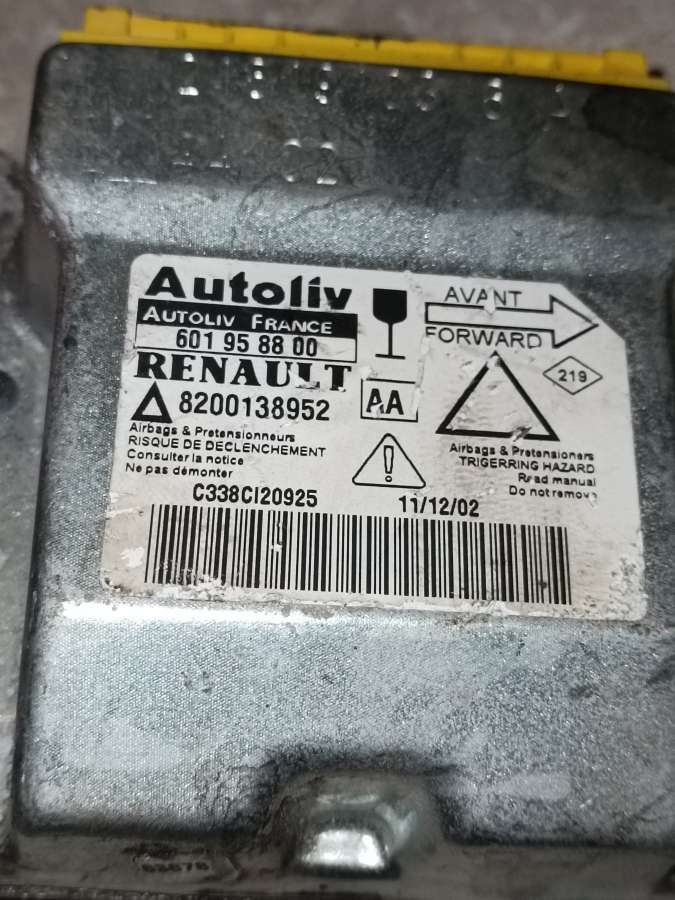 Autoliv
AUTOLIV FRANCE
601 95 88 00
RENAULT
8200138952
AA
AVANT
FORWARD
219
Airbags & Pretensionneurs
RISQUE DE DECLENCHEMENT
Consulter la notice
Ne pas démonter
Airbags & Pretensioners
TRIGERRING HAZARD
Read manual
Do not remove
C338CI20925
11/12/02